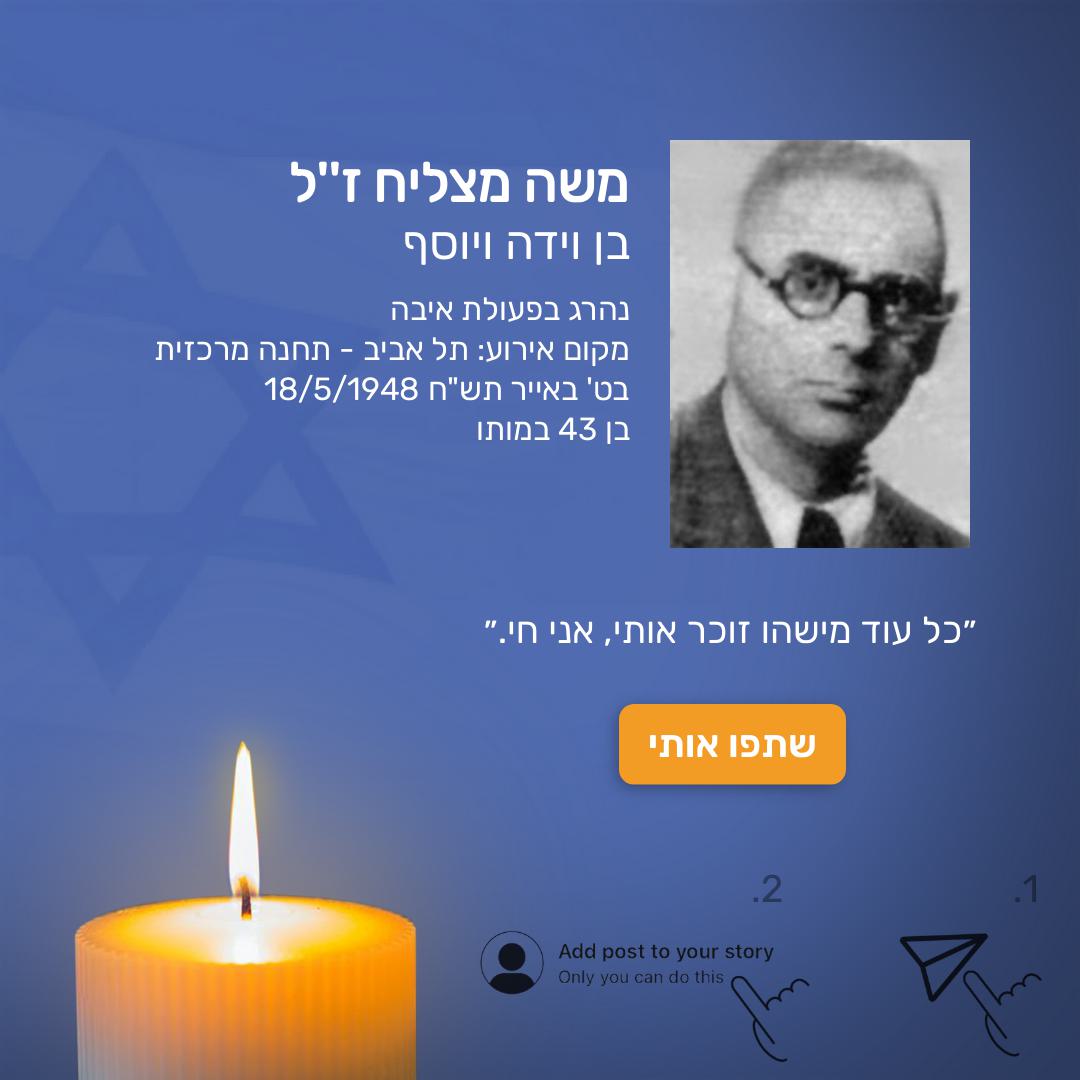 משה מצליח ז''ל
בן וידה ויוסף
נהרג בפעולת איבה
מקום אירוע: תל אביב - תחנה מרכזית
בט' באייר תש"ח 18/5/1948
בן 43 במותו
״כל עוד מישהו זוכר אותי, אני חי.״
שתפו אותי
1.
2.
Add post to your story
Only you can do this